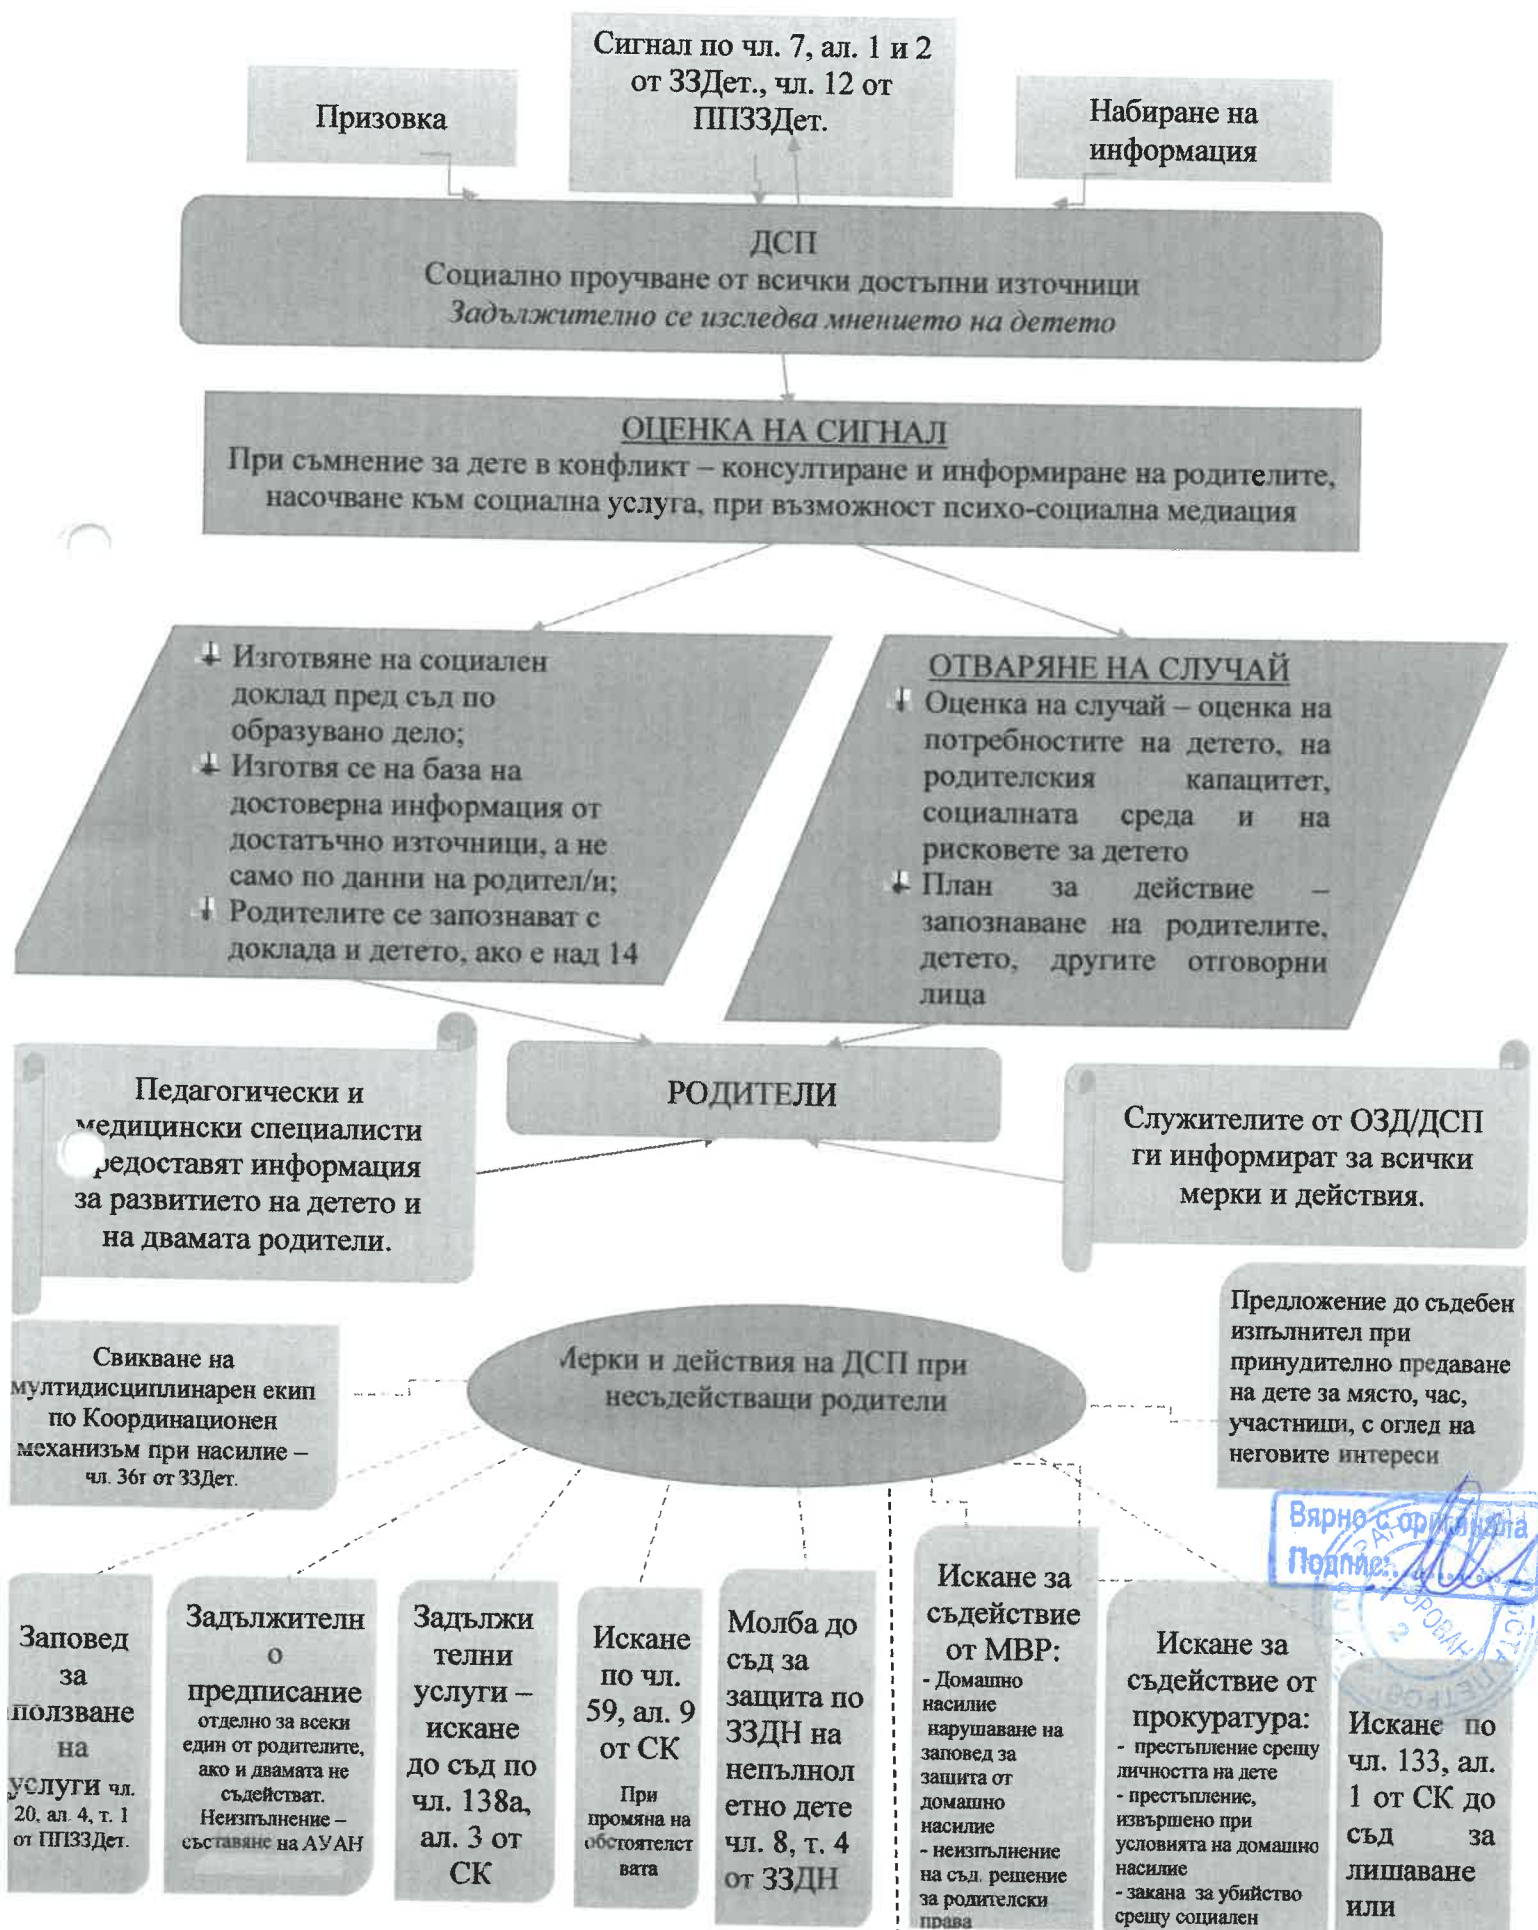 Сигнал по чл. 7, ал. 1 и 2
от ЗЗДет., чл. 12 от
ППЗЗДет.
Призовка
Набиране на
информация
ДСП
Социално проучване от всички достъпни източници
Задължително се изследва мнението на детето
ОЦЕНКА НА СИГНАЛ
При съмнение за дете в конфликт – консултиране и информиране на родителите,
насочване към социална услуга, при възможност психо-социална медиация
Изготвяне на социален
доклад пред съд по
образувано дело;
Изготвя се на база на
достоверна информация от
достатъчно източници, а не
само по данни на родител/и;
Родителите се запознават с
доклада и детето, ако е над 14
ОТВАРЯНЕ НА СЛУЧАЙ
Оценка на случай – оценка на
потребностите на детето, на
родителския капацитет,
социалната среда и на
рисковете за детето
План за действие –
запознаване на родителите,
детето, другите отговорни
лица
Педагогически и
медицински специалисти
редоставят информация
за развитието на детето и
на двамата родители.
РОДИТЕЛИ
Служителите от ОЗД/ДСП
ги информират за всички
мерки и действия.
Свикване на
мултидисциплинарен екип
по Координационен
механизъм при насилие –
чл. 36г от ЗЗДет.
Мерки и действия на ДСП при
несъдействащи родители
Предложение до съдебен
изпълнител при
принудително предаване
на дете за място, час,
участници, с оглед на
неговите интереси
Вярно с оригинала
Подпис:
Заповед
за
ползване
на
услуги чл.
20, ал. 4, т. 1
от ППЗЗДет.
Задължителн
о
предписание
отделно за всеки
един от родителите,
ако и двамата не
съдействат.
Неизпълнение –
съставяне на АУАН
Задължи
телни
услуги –
искане
до съд по
чл. 138а,
ал. 3 от
СК
Искане
по чл.
59, ал. 9
от СК
При
промяна на
обстоятелст
вата
Молба до
съд за
защита по
ЗЗДН на
непълнол
етно дете
чл. 8, т. 4
от ЗЗДН
Искане за
съдействие
от МВР:
- Домашно
насилие
нарушаване на
заповед за
защита от
домашно
насилие
- неизпълнение
на съд. решение
за родителски
права
Искане за
съдействие от
прокуратура:
- престъпление срещу
личността на дете
- престъпление,
извършено при
условията на домашно
насилие
- закана за убийство
срещу социален
Искане по
чл. 133, ал.
1 от СК до
съд за
лишаване
или